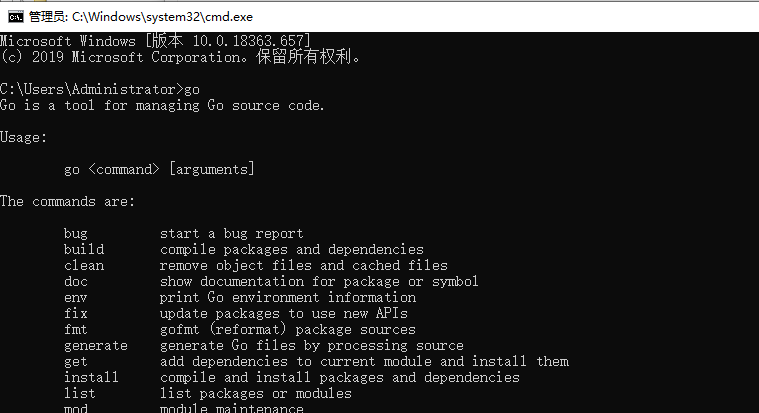 管理员: C:\Windows\system32\cmd.exe
Microsoft Windows [版本 10.0.18363.657]
(c) 2019 Microsoft Corporation。保留所有权利。
C:\Users\Administrator>go
Go is a tool for managing Go source code.
Usage:
go <command> [arguments]
The commands are:
bug start a bug report
build compile packages and dependencies
clean remove object files and cached files
doc show documentation for package or symbol
env print Go environment information
fix update packages to use new APIs
fmt gofmt (reformat) package sources
generate generate Go files by processing source
get add dependencies to current module and install them
install compile and install packages and dependencies
list list packages or modules
mod module maintenance